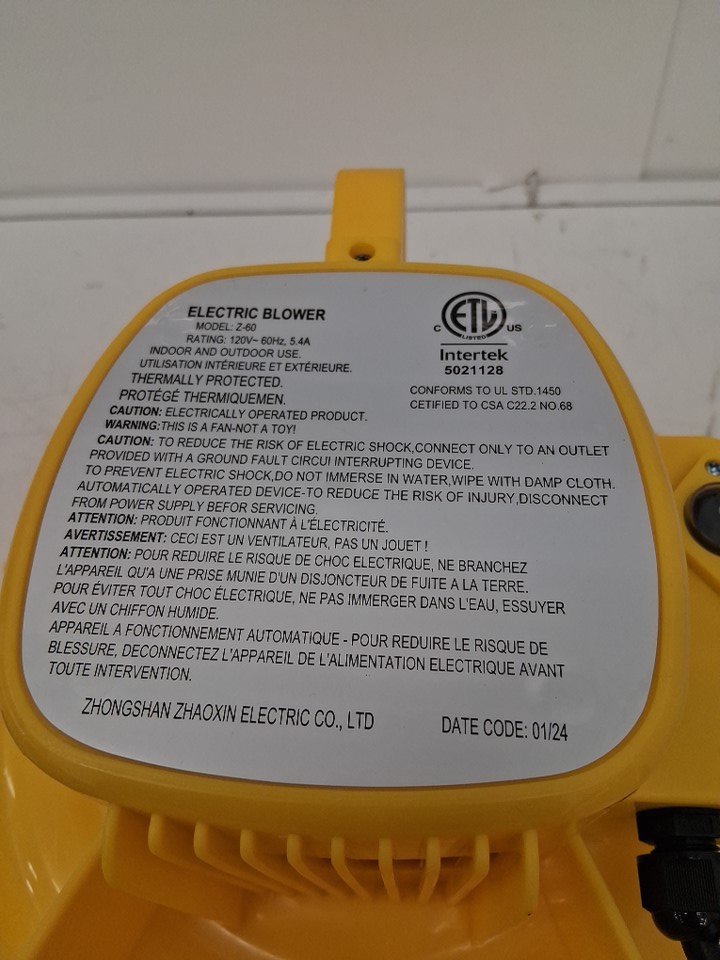 ELECTRIC BLOWER
MODEL: Z-60
RATING: 120V~ 60Hz, 5.4A
INDOOR AND OUTDOOR USE.
UTILISATION INTÉRIEURE ET EXTÉRIEURE.
THERMALLY PROTECTED.
PROTÉGÉ THERMIQUEMEN.
C ETL US
LISTED
Intertek
5021128
CONFORMS TO UL STD.1450
CETIFIED TO CSA C22.2 NO.68
CAUTION: ELECTRICALLY OPERATED PRODUCT.
WARNING:THIS IS A FAN-NOT A TOY!
CAUTION: TO REDUCE THE RISK OF ELECTRIC SHOCK,CONNECT ONLY TO AN OUTLET
PROVIDED WITH A GROUND FAULT CIRCUI INTERRUPTING DEVICE.
TO PREVENT ELECTRIC SHOCK,DO NOT IMMERSE IN WATER,WIPE WITH DAMP CLOTH.
AUTOMATICALLY OPERATED DEVICE-TO REDUCE THE RISK OF INJURY,DISCONNECT
FROM POWER SUPPLY BEFOR SERVICING.
ATTENTION: PRODUIT FONCTIONNANT À L'ÉLECTRICITÉ.
AVERTISSEMENT: CECI EST UN VENTILATEUR, PAS UN JOUET !
ATTENTION: POUR REDUIRE LE RISQUE DE CHOC ELECTRIQUE, NE BRANCHEZ
L'APPAREIL QU'A UNE PRISE MUNIE D'UN DISJONCTEUR DE FUITE A LA TERRE.
POUR ÉVITER TOUT CHOC ÉLECTRIQUE, NE PAS IMMERGER DANS L'EAU, ESSUYER
AVEC UN CHIFFON HUMIDE.
APPAREIL A FONCTIONNEMENT AUTOMATIQUE - POUR REDUIRE LE RISQUE DE
BLESSURE, DECONNECTEZ L'APPAREIL DE L'ALIMENTATION ELECTRIQUE AVANT
TOUTE INTERVENTION.
ZHONGSHAN ZHAOXIN ELECTRIC CO., LTD
DATE CODE: 01/24